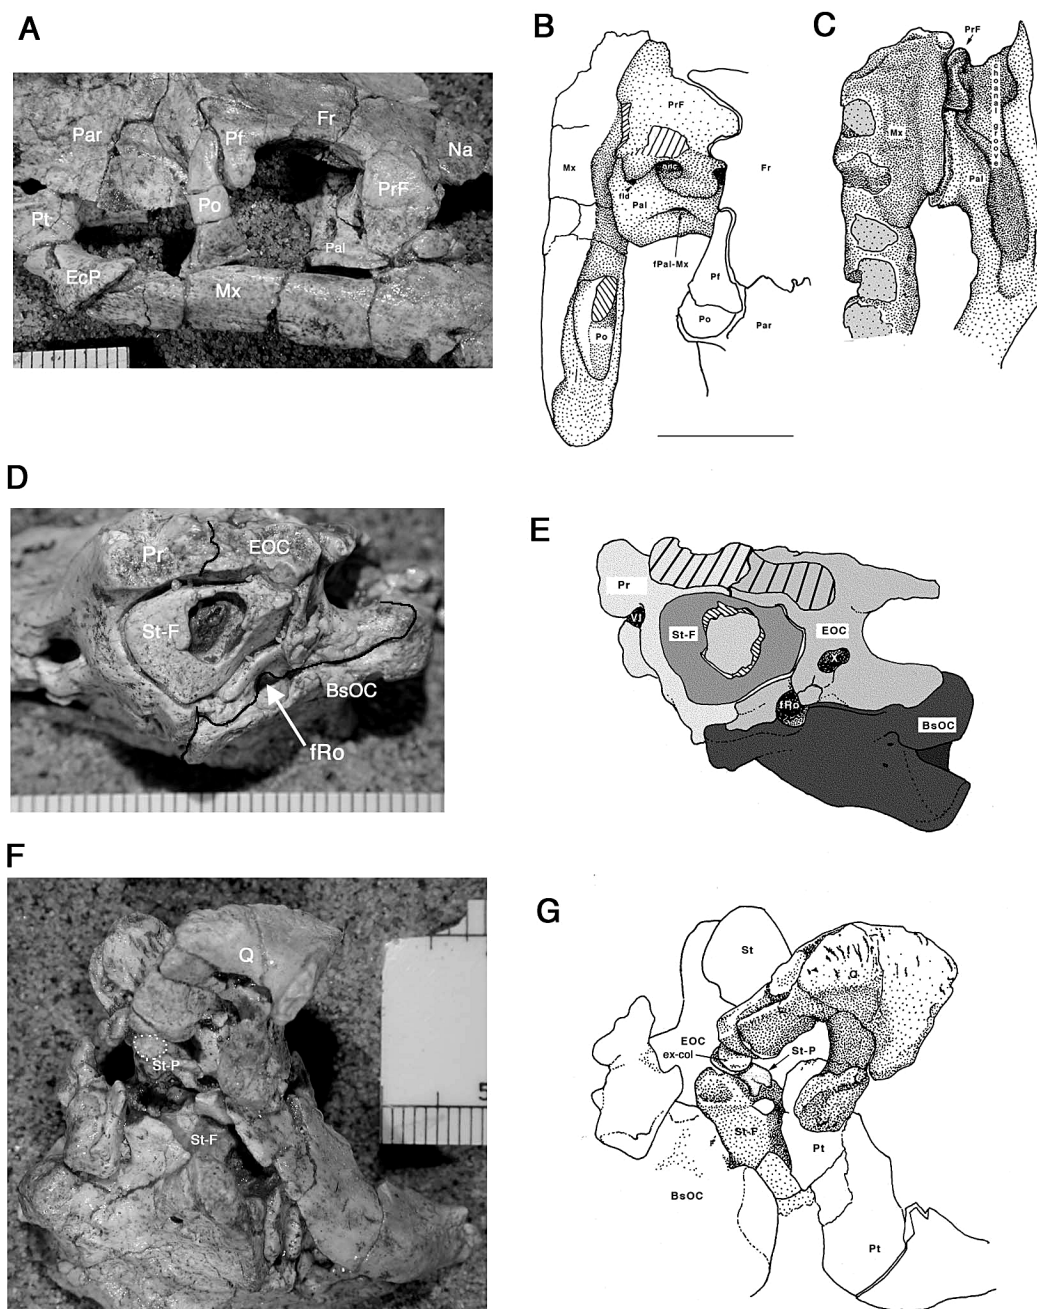 A
Par
Pf
Fr
Na
Po
PrF
Pt
Pal
EcP
Mx
B
PrF
Mx
Fr
fld
Pal
fPal-Mx
Pf
Po
Po
Par
C
PrF
choanal groove
Mx
Pal
D
Pr
EOC
St-F
BsOC
fRo
E
Pr
VI
St-F
EOC
X
fRo
BsOC
F
Q
St-P
St-F
5
G
St
Q
EOC
ex-col
St-P
St-F
Pt
BsOC
Pt